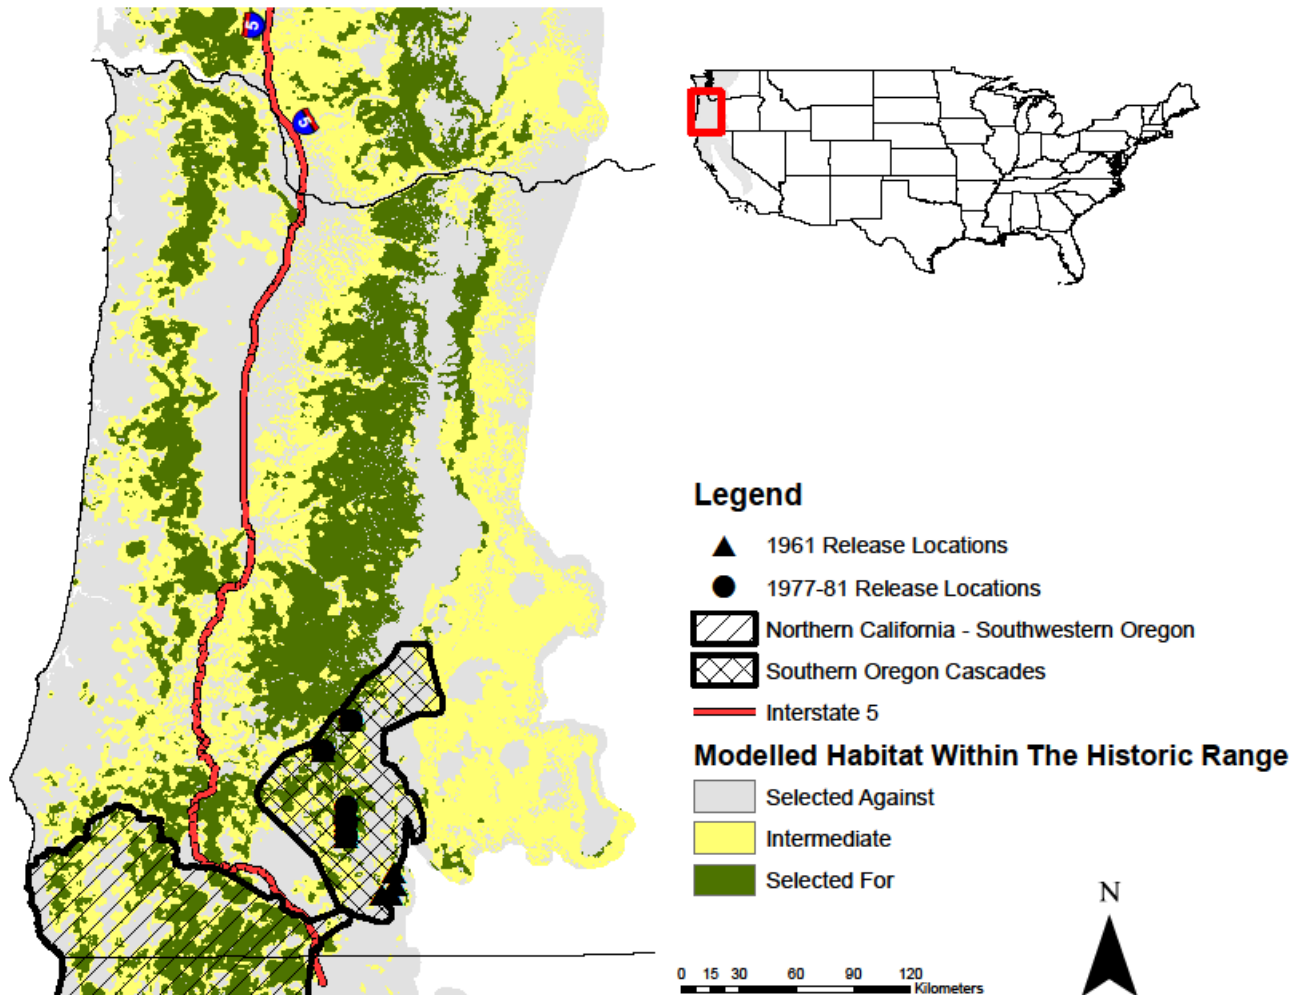 5
5
Legend
1961 Release Locations
1977-81 Release Locations
Northern California - Southwestern Oregon
Southern Oregon Cascades
Interstate 5
Modelled Habitat Within The Historic Range
Selected Against
Intermediate
Selected For
N
0 15 30 60 90 120
Kilometers